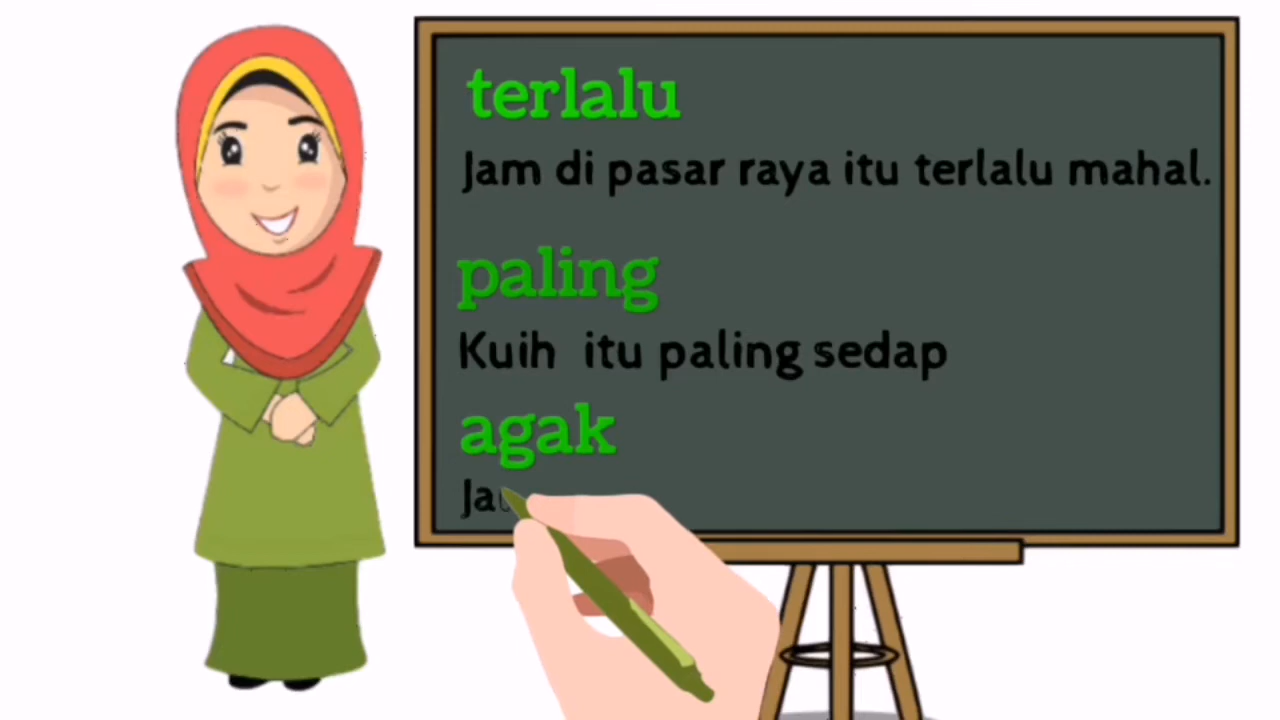 terlalu
Jam di pasar raya itu terlalu mahal.
paling
Kuih itu paling sedap
agak